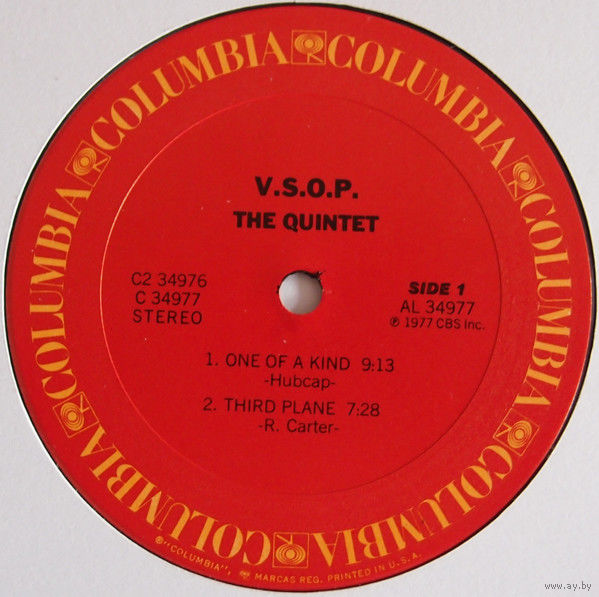 COLUMBIA COLUMBIA COLUMBIA COLUMBIA COLUMBIA COLUMBIA COLUMBIA COLUMBIA
V.S.O.P.
THE QUINTET
C2 34976
C 34977
STEREO
SIDE 1
AL 34977
℗ 1977 CBS Inc.
1. ONE OF A KIND 9:13
-Hubcap-
2. THIRD PLANE 7:28
-R. Carter-
®"COLUMBIA", MARCAS REG. PRINTED IN U.S.A.
www.ay.by